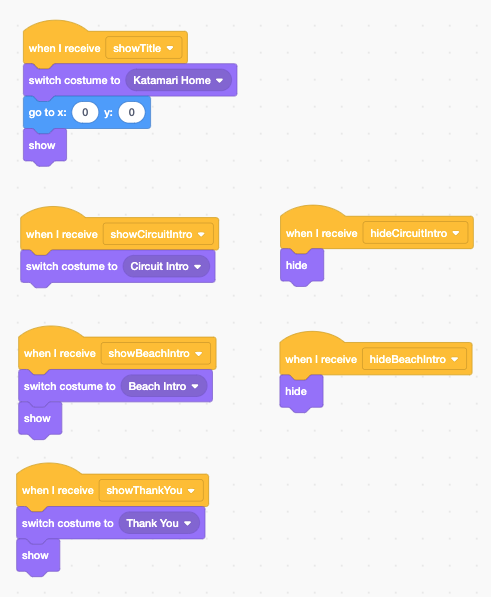 when I receive showTitle
switch costume to Katamari Home
go to x: 0 y: 0
show
when I receive showCircuitIntro
switch costume to Circuit Intro
when I receive hideCircuitIntro
hide
when I receive showBeachIntro
switch costume to Beach Intro
show
when I receive hideBeachIntro
hide
when I receive showThankYou
switch costume to Thank You
show